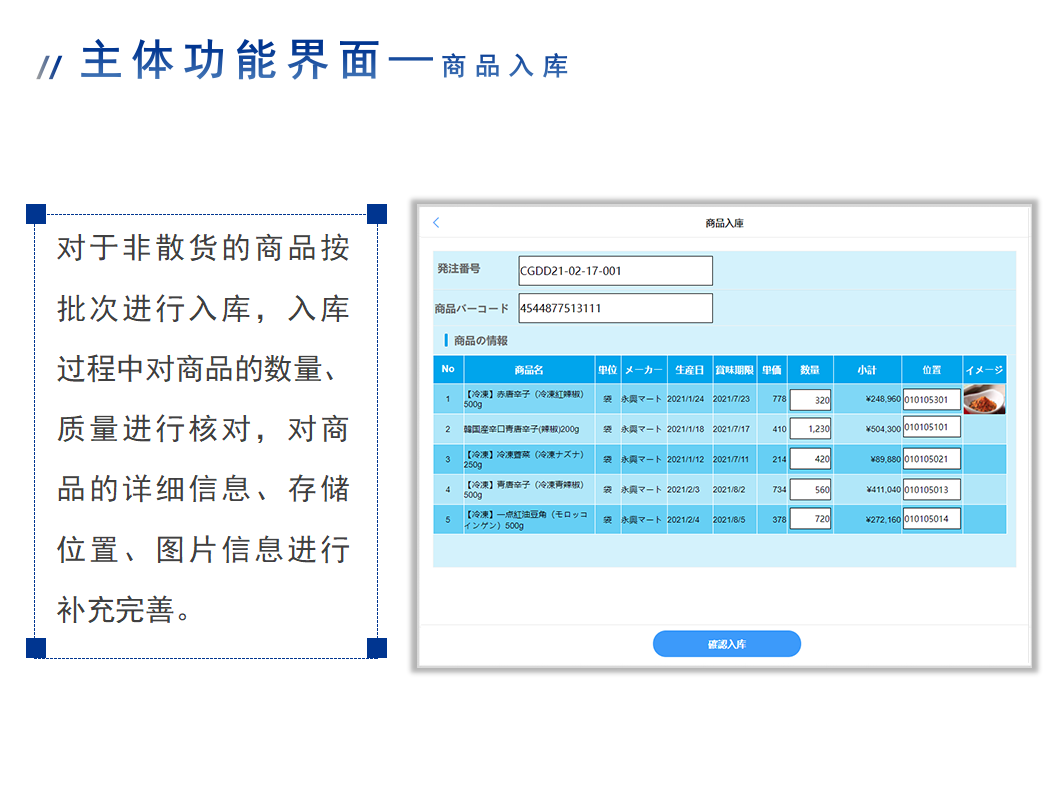 // 主体功能界面—商品入库
对于非散货的商品按
批次进行入库，入库
过程中对商品的数量、
质量进行核对，对商
品的详细信息、存储
位置、图片信息进行
补充完善。
商品入庫
発注番号 CGDD21-02-17-001
商品バーコード 4544877513111
商品の情報
No 商品名 単位 メーカー 生産日 賞味期限 単価 数量 小計 位置 イメージ
1 【冷凍】赤唐辛子（冷凍紅辣椒）500g 袋 永興マート 2021/1/24 2021/7/23 778 320 ¥248,960 010105301
2 韓国産辛口青唐辛子(辣椒)200g 袋 永興マート 2021/1/18 2021/7/17 410 1,230 ¥504,300 010105101
3 【冷凍】冷凍薺菜（冷凍ナズナ）250g 袋 永興マート 2021/1/12 2021/7/11 214 420 ¥89,880 010105021
4 【冷凍】青唐辛子（冷凍青辣椒）500g 袋 永興マート 2021/2/3 2021/8/2 734 560 ¥411,040 010105013
5 【冷凍】一点紅油豆角（モロッコインゲン）500g 袋 永興マート 2021/2/4 2021/8/5 378 720 ¥272,160 010105014
確認入库